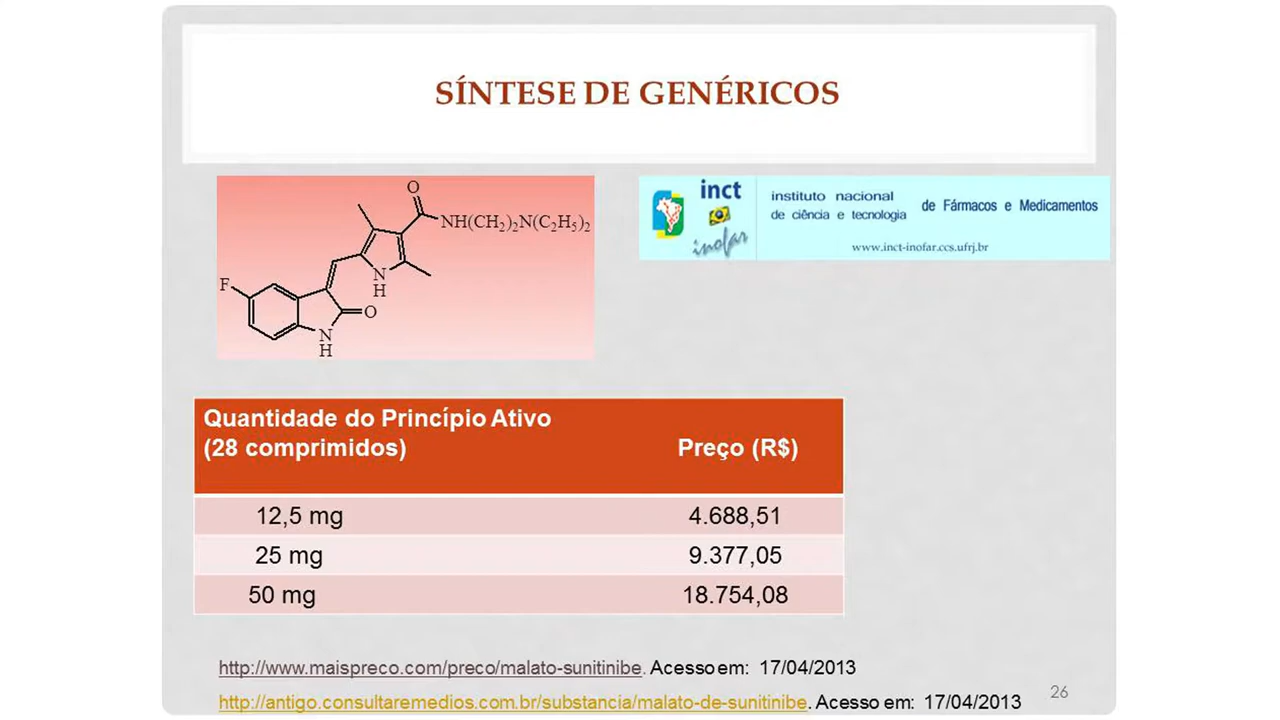 SÍNTESE DE GENÉRICOS
O
NH(CH2)2N(C2H5)2
N
H
F
O
N
H
inct
inofar
instituto nacional
de ciência e tecnologia
de Fármacos e Medicamentos
www.inct-inofar.ccs.ufrj.br
Quantidade do Princípio Ativo
(28 comprimidos) Preço (R$)
12,5 mg 4.688,51
25 mg 9.377,05
50 mg 18.754,08
http://www.maispreco.com/preco/malato-sunitinibe. Acesso em: 17/04/2013
http://antigo.consultaremedios.com.br/substancia/malato-de-sunitinibe. Acesso em: 17/04/2013
26